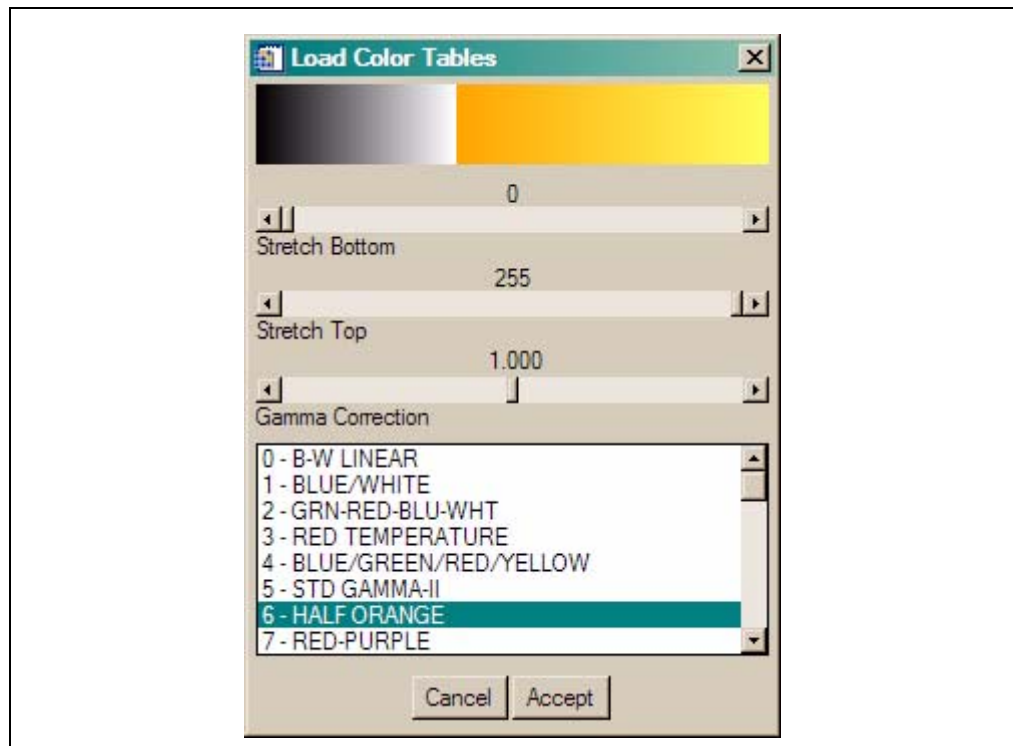 Load Color Tables
0
Stretch Bottom
255
Stretch Top
1.000
Gamma Correction
0 - B-W LINEAR
1 - BLUE/WHITE
2 - GRN-RED-BLU-WHT
3 - RED TEMPERATURE
4 - BLUE/GREEN/RED/YELLOW
5 - STD GAMMA-II
6 - HALF ORANGE
7 - RED-PURPLE
Cancel Accept